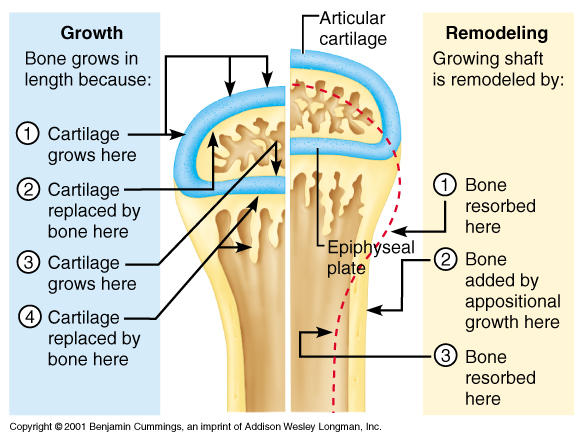 Growth
Bone grows in
length because:
1 Cartilage
grows here
2 Cartilage
replaced by
bone here
3 Cartilage
grows here
4 Cartilage
replaced by
bone here
Articular
cartilage
Epiphyseal
plate
Remodeling
Growing shaft
is remodeled by:
1 Bone
resorbed
here
2 Bone
added by
appositional
growth here
3 Bone
resorbed
here
Copyright © 2001 Benjamin Cummings, an imprint of Addison Wesley Longman, Inc.